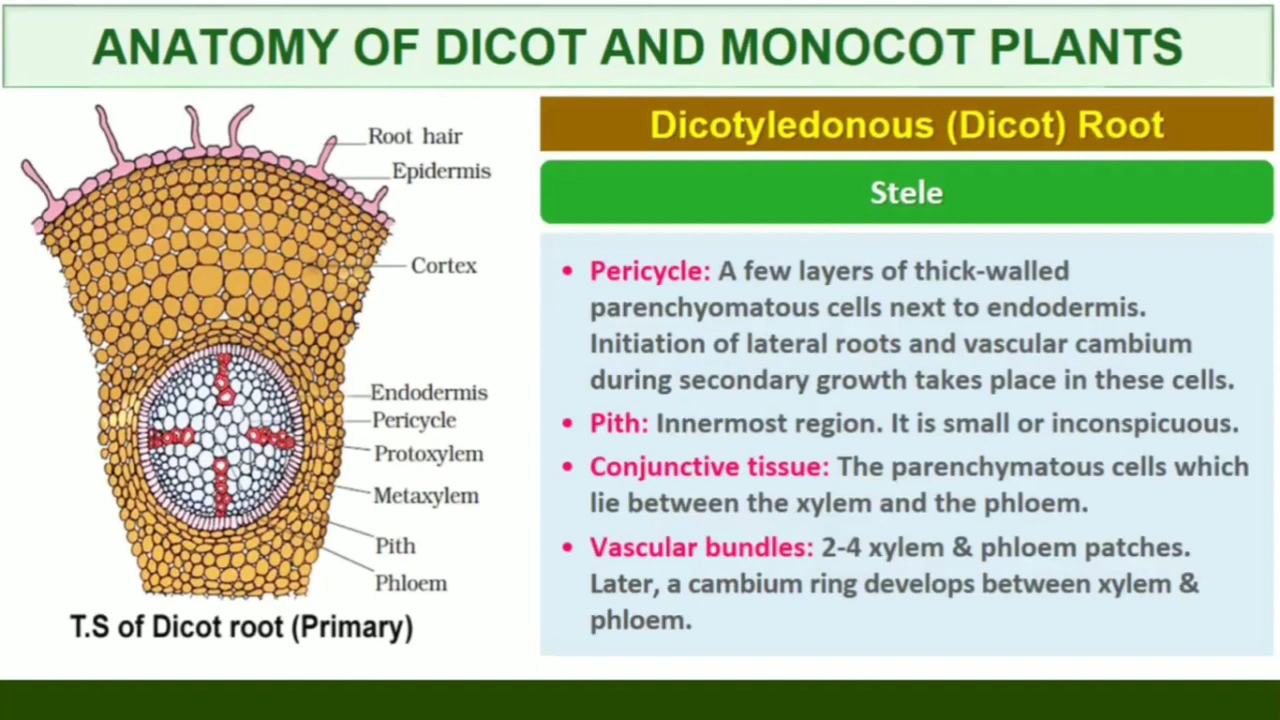 ANATOMY OF DICOT AND MONOCOT PLANTS
Root hair
Epidermis
Cortex
Endodermis
Pericycle
Protoxylem
Metaxylem
Pith
Phloem
T.S of Dicot root (Primary)
Dicotyledonous (Dicot) Root
Stele
• Pericycle: A few layers of thick-walled
parenchyomatous cells next to endodermis.
Initiation of lateral roots and vascular cambium
during secondary growth takes place in these cells.
• Pith: Innermost region. It is small or inconspicuous.
• Conjunctive tissue: The parenchymatous cells which
lie between the xylem and the phloem.
• Vascular bundles: 2-4 xylem & phloem patches.
Later, a cambium ring develops between xylem &
phloem.